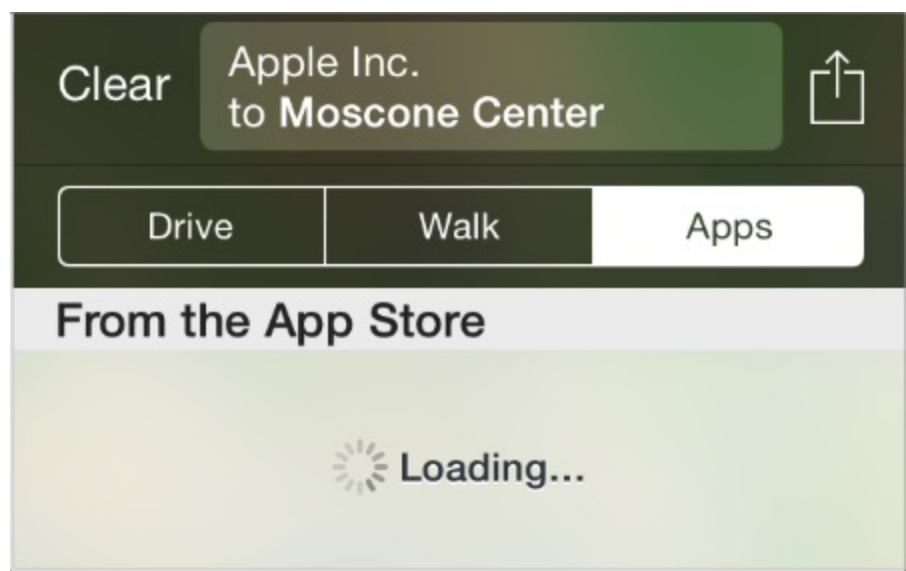 Clear
Apple Inc.
to Moscone Center
Drive
Walk
Apps
From the App Store
Loading...